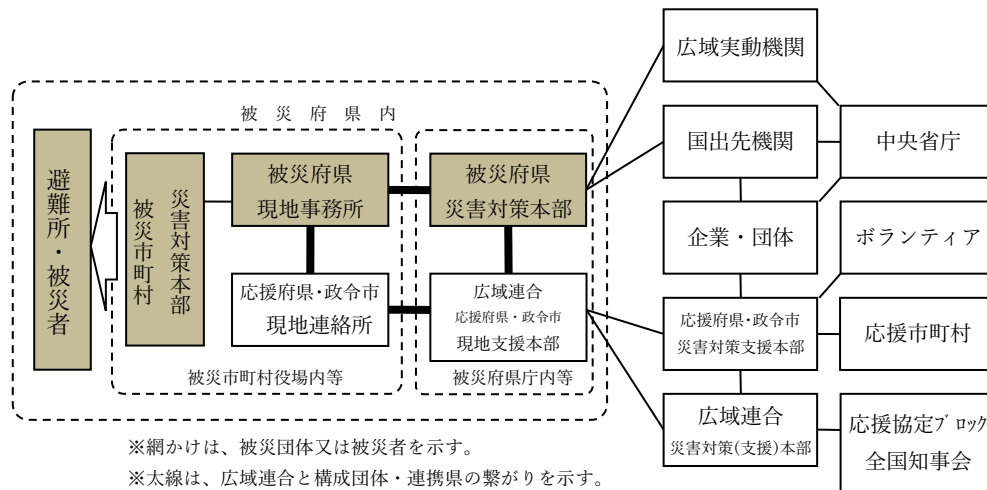 被災府県内
避難所・被災者
被災市町村
災害対策本部
被災府県
現地事務所
応援府県・政令市
現地連絡所
被災市町村役場内等
被災府県
災害対策本部
広域連合
応援府県・政令市
現地支援本部
被災府県庁内等
広域実動機関
国出先機関
中央省庁
企業・団体
ボランティア
応援府県・政令市
災害対策支援本部
応援市町村
広域連合
災害対策(支援)本部
応援協定ブロック
全国知事会
※網かけは、被災団体又は被災者を示す。
※太線は、広域連合と構成団体・連携県の繋がりを示す。